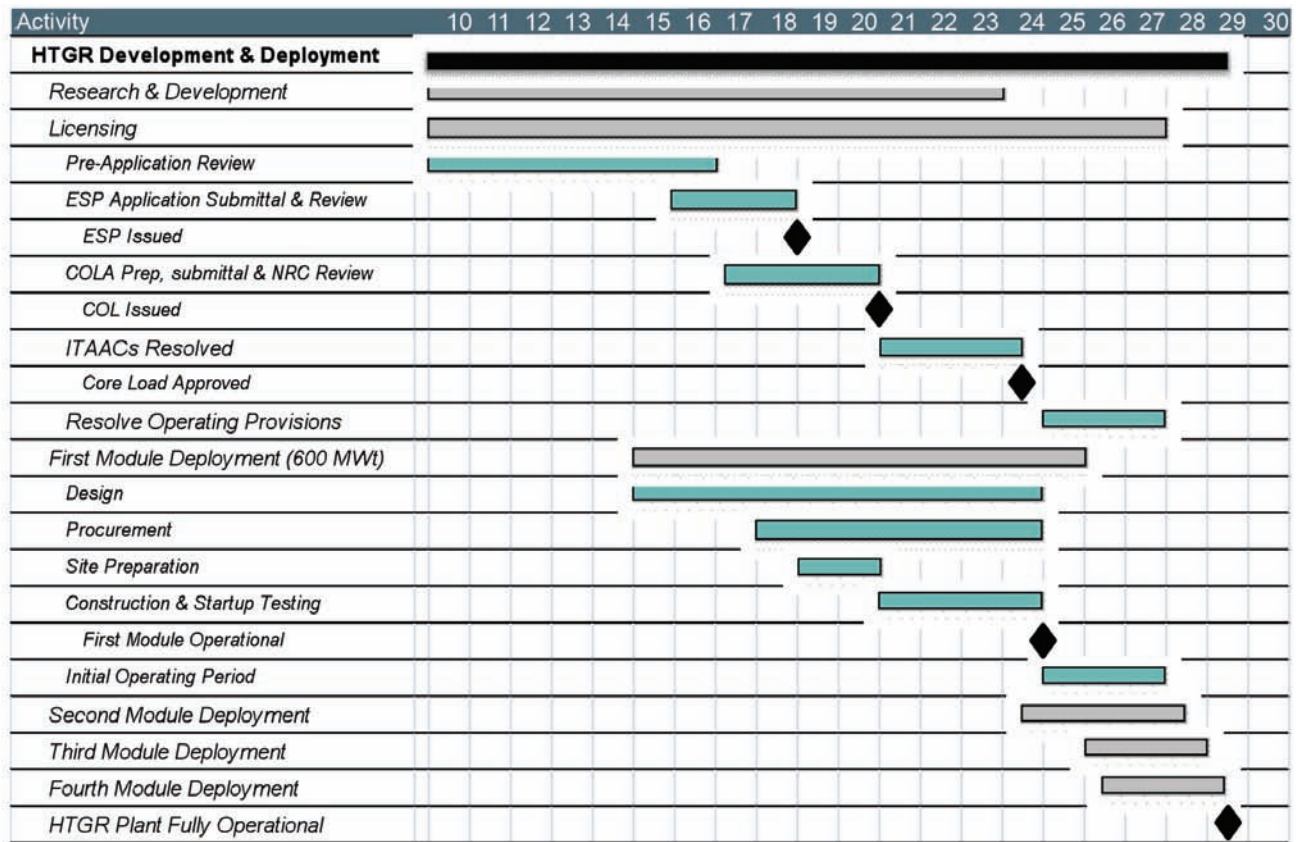 Activity 10 11 12 13 14 15 16 17 18 19 20 21 22 23 24 25 26 27 28 29 30
HTGR Development & Deployment
Research & Development
Licensing
Pre-Application Review
ESP Application Submittal & Review
ESP Issued
COLA Prep, submittal & NRC Review
COL Issued
ITAACs Resolved
Core Load Approved
Resolve Operating Provisions
First Module Deployment (600 MWt)
Design
Procurement
Site Preparation
Construction & Startup Testing
First Module Operational
Initial Operating Period
Second Module Deployment
Third Module Deployment
Fourth Module Deployment
HTGR Plant Fully Operational